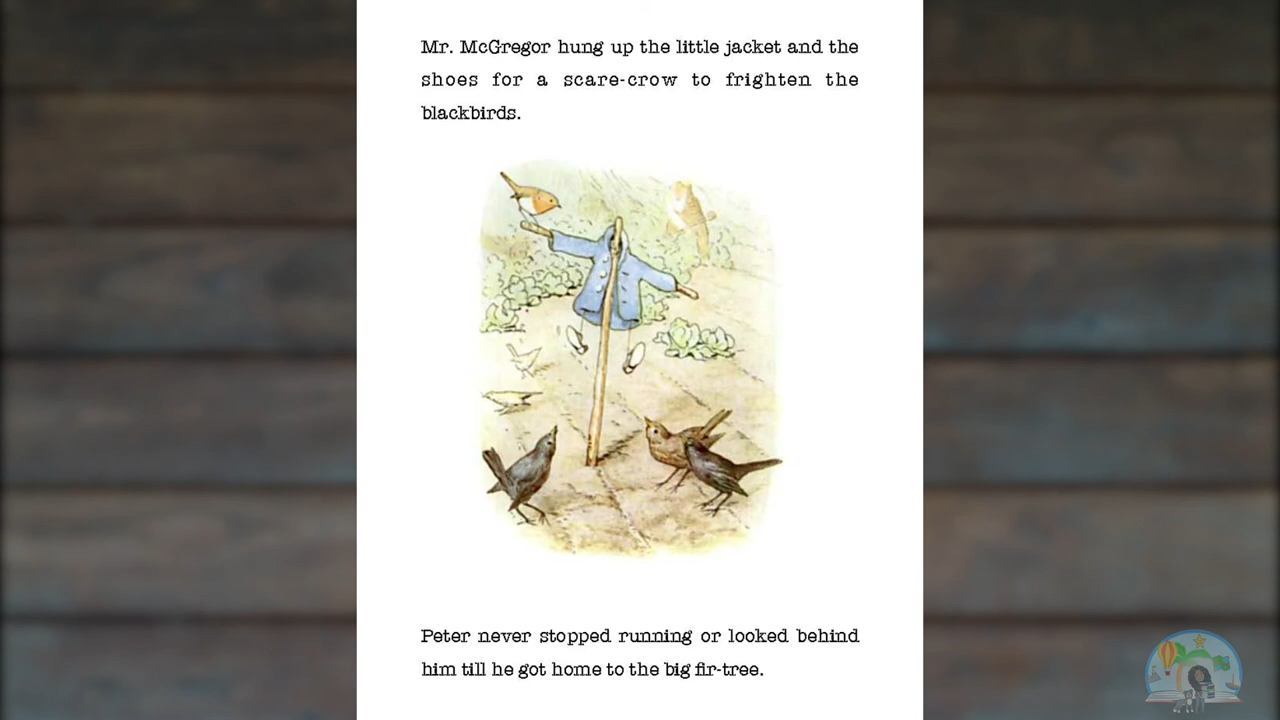 Mr. McGregor hung up the little jacket and the
shoes for a scare-crow to frighten the
blackbirds.
Peter never stopped running or looked behind
him till he got home to the big fir-tree.